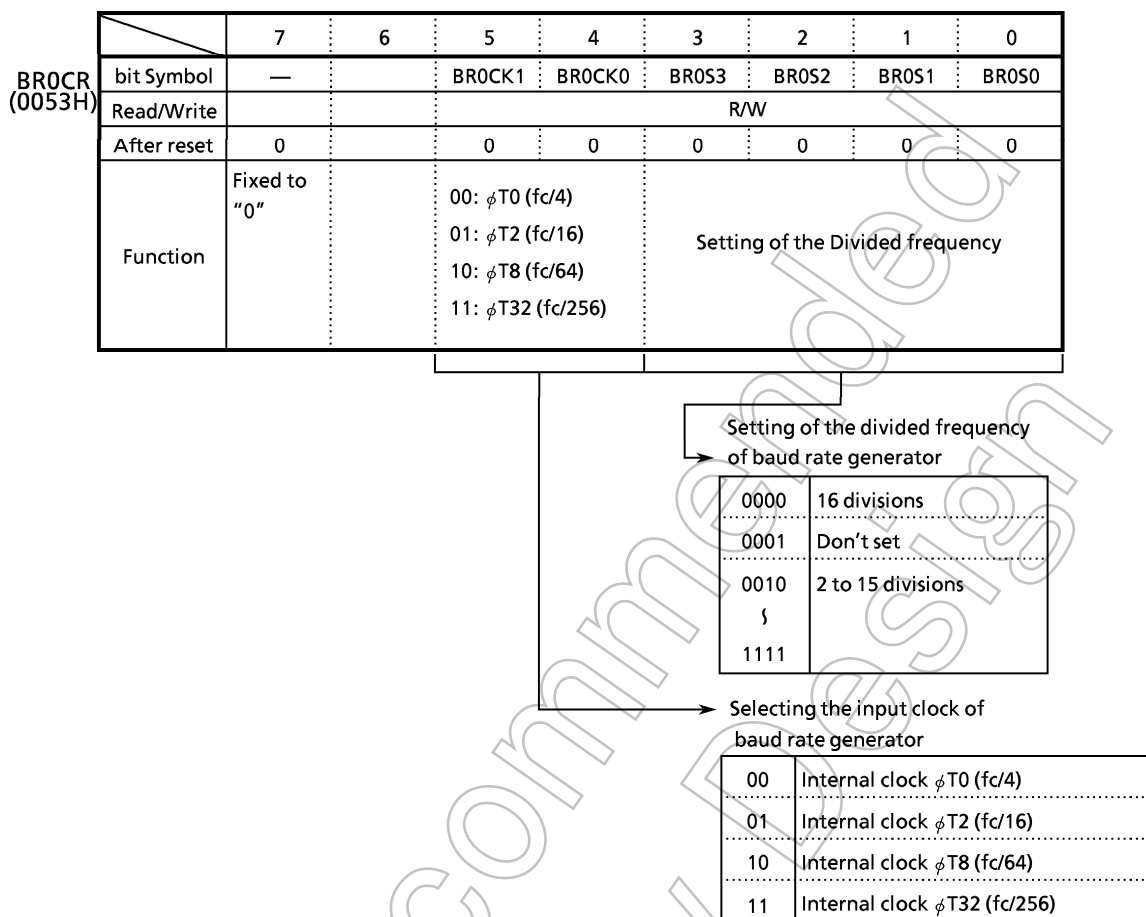 7 6 5 4 3 2 1 0
BR0CR
(0053H)
bit Symbol — BR0CK1 BR0CK0 BR0S3 BR0S2 BR0S1 BR0S0
Read/Write R/W
After reset 0 0 0 0 0 0 0
Function
Fixed to
“0”
00: ϕT0 (fc/4)
01: ϕT2 (fc/16)
10: ϕT8 (fc/64)
11: ϕT32 (fc/256)
Setting of the Divided frequency
Setting of the divided frequency
of baud rate generator
0000 16 divisions
0001 Don’t set
0010 2 to 15 divisions
≀
1111
Selecting the input clock of
baud rate generator
00 Internal clock ϕT0 (fc/4)
01 Internal clock ϕT2 (fc/16)
10 Internal clock ϕT8 (fc/64)
11 Internal clock ϕT32 (fc/256)
commended
Design